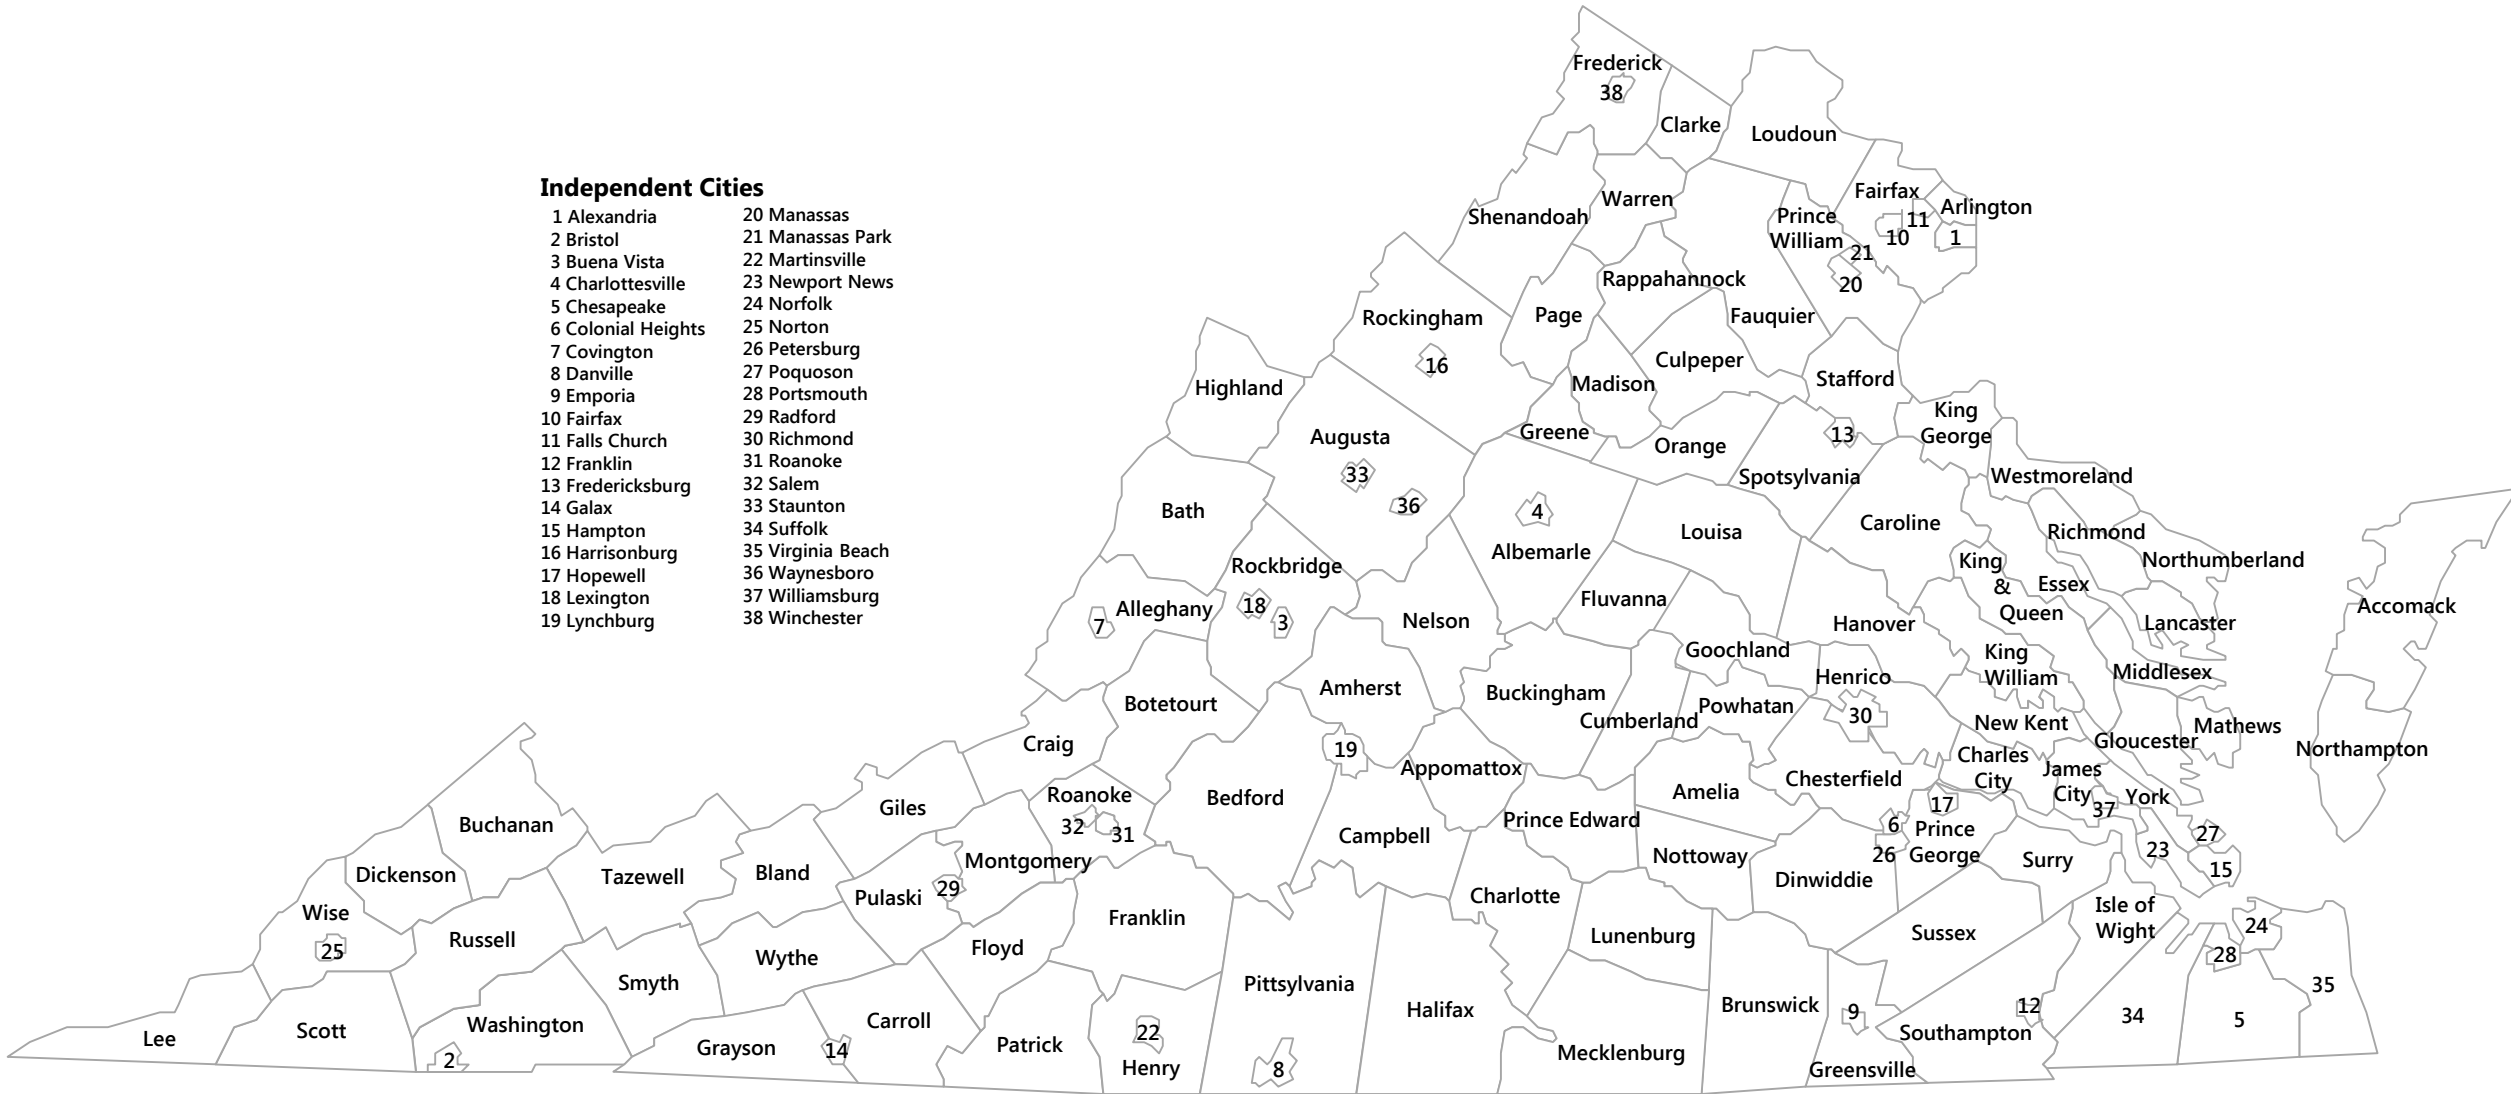 Independent Cities
1 Alexandria
2 Bristol
3 Buena Vista
4 Charlottesville
5 Chesapeake
6 Colonial Heights
7 Covington
8 Danville
9 Emporia
10 Fairfax
11 Falls Church
12 Franklin
13 Fredericksburg
14 Galax
15 Hampton
16 Harrisonburg
17 Hopewell
18 Lexington
19 Lynchburg
20 Manassas
21 Manassas Park
22 Martinsville
23 Newport News
24 Norfolk
25 Norton
26 Petersburg
27 Poquoson
28 Portsmouth
29 Radford
30 Richmond
31 Roanoke
32 Salem
33 Staunton
34 Suffolk
35 Virginia Beach
36 Waynesboro
37 Williamsburg
38 Winchester
Frederick
38
Clarke
Loudoun
Shenandoah
Warren
Fairfax
Arlington
Prince
William
11
10
1
21
20
Rappahannock
Rockingham
Page
Fauquier
16
Culpeper
Highland
Madison
Stafford
King
George
Augusta
Greene
Orange
13
33
Spotsylvania
Westmoreland
36
Bath
4
Louisa
Caroline
Richmond
Albemarle
Northumberland
Rockbridge
King
&
Queen
Essex
Accomack
Alleghany
7
18
3
Nelson
Fluvanna
Hanover
Lancaster
Goochland
King
William
Middlesex
Henrico
Botetourt
Amherst
Buckingham
Cumberland
Powhatan
30
New Kent
Mathews
Gloucester
Northampton
Craig
19
Charles
City
James
City
York
37
Appomattox
Chesterfield
Bedford
Amelia
Giles
Roanoke
32
31
17
Buchanan
Campbell
Prince Edward
6
26
Prince
George
27
23
15
Montgomery
Nottoway
Surry
Dickenson
Tazewell
Bland
Pulaski
29
Dinwiddie
Charlotte
Wise
25
Franklin
Isle of
Wight
24
28
Russell
Floyd
Lunenburg
Sussex
Wythe
Smyth
Pittsylvania
35
Halifax
Brunswick
9
12
34
5
Lee
Scott
Washington
2
Grayson
14
Carroll
Patrick
22
Henry
8
Mecklenburg
Southampton
Greensville